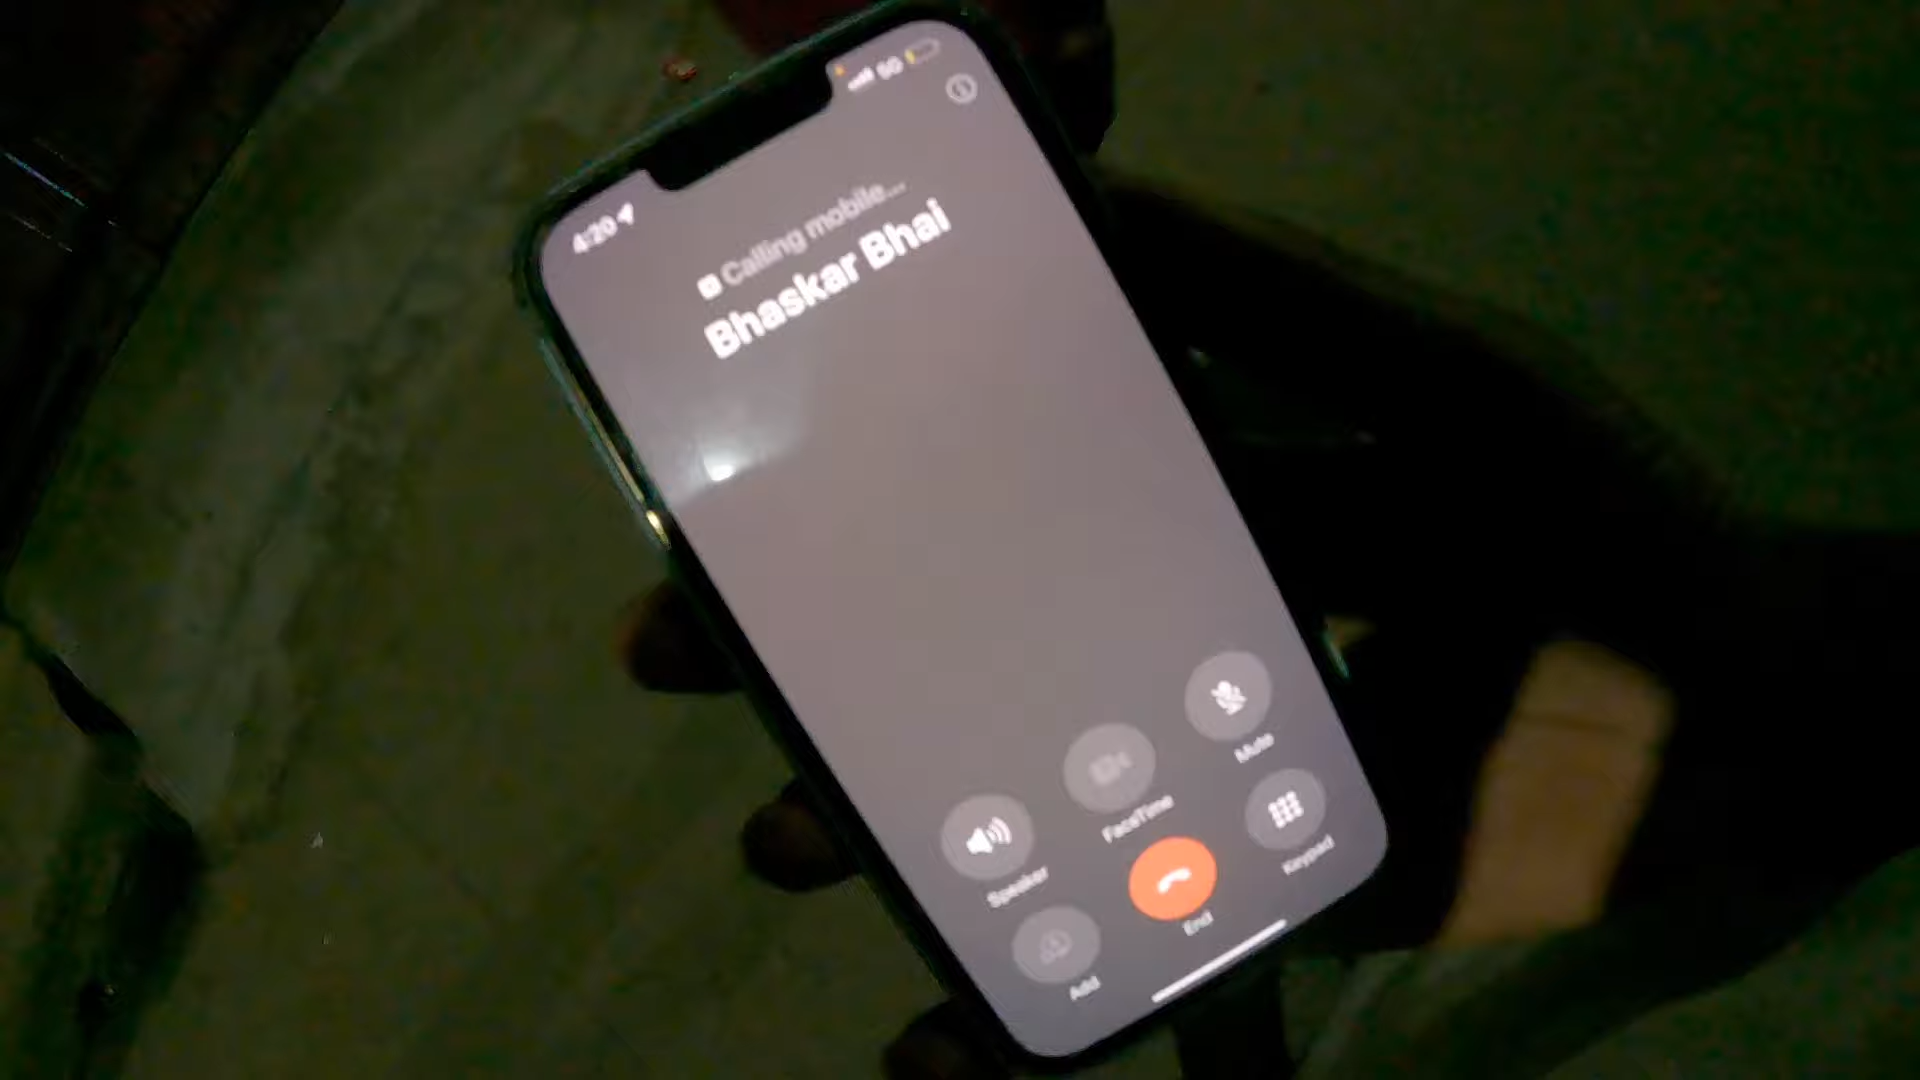 4:20
5G
Calling mobile...
Bhaskar Bhai
Speaker
FaceTime
Mute
Add
End
Keypad